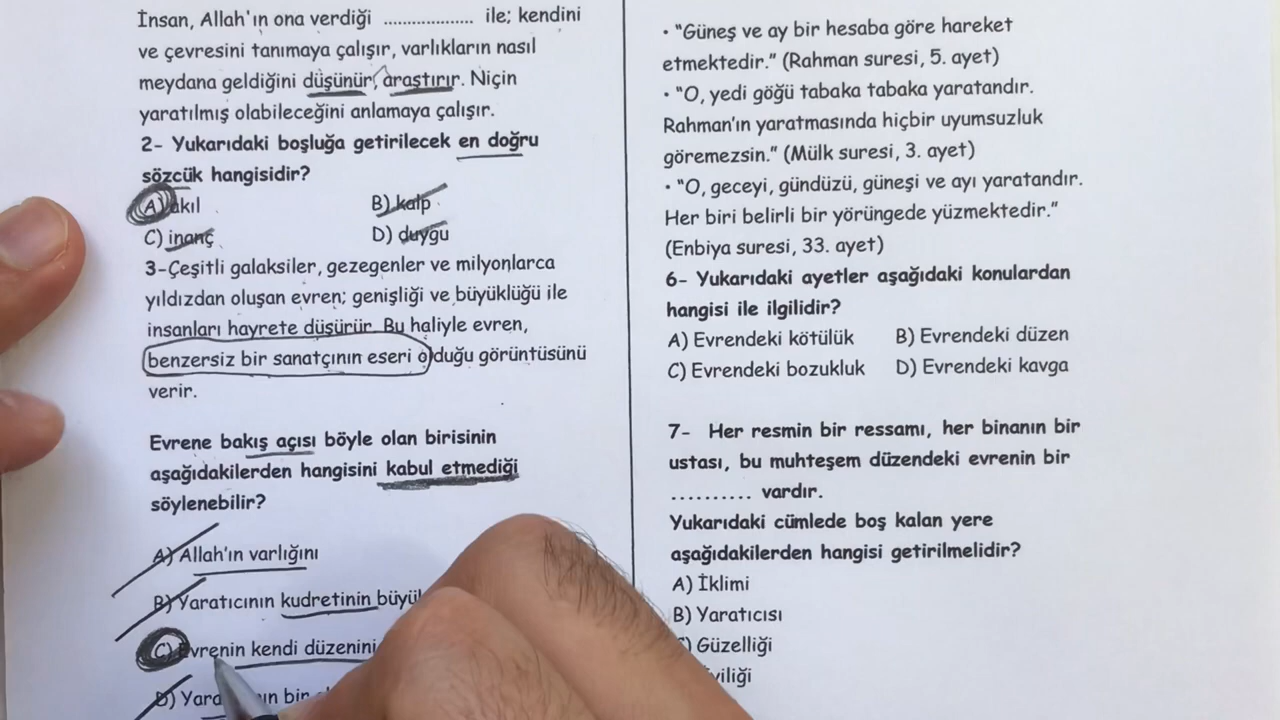 İnsan, Allah'ın ona verdiği ................... ile; kendini
ve çevresini tanımaya çalışır, varlıkların nasıl
meydana geldiğini düşünür, araştırır. Niçin
yaratılmış olabileceğini anlamaya çalışır.
2- Yukarıdaki boşluğa getirilecek en doğru
sözcük hangisidir?
A) akıl B) kalp
C) inanç D) duygu
3-Çeşitli galaksiler, gezegenler ve milyonlarca
yıldızdan oluşan evren; genişliği ve büyüklüğü ile
insanları hayrete düşürür. Bu haliyle evren,
benzersiz bir sanatçının eseri olduğu görüntüsünü
verir.
Evrene bakış açısı böyle olan birisinin
aşağıdakilerden hangisini kabul etmediği
söylenebilir?
A) Allah'ın varlığını
B) Yaratıcının kudretinin
C) Evrenin kendi düzenini
D) bir
• "Güneş ve ay bir hesaba göre hareket
etmektedir." (Rahman suresi, 5. ayet)
• "O, yedi göğü tabaka tabaka yaratandır.
Rahman'ın yaratmasında hiçbir uyumsuzluk
göremezsin." (Mülk suresi, 3. ayet)
• "O, geceyi, gündüzü, güneşi ve ayı yaratandır.
Her biri belirli bir yörüngede yüzmektedir."
(Enbiya suresi, 33. ayet)
6- Yukarıdaki ayetler aşağıdaki konulardan
hangisi ile ilgilidir?
A) Evrendeki kötülük B) Evrendeki düzen
C) Evrendeki bozukluk D) Evrendeki kavga
7- Her resmin bir ressamı, her binanın bir
ustası, bu muhteşem düzendeki evrenin bir
.......... vardır.
Yukarıdaki cümlede boş kalan yere
aşağıdakilerden hangisi getirilmelidir?
A) İklimi
B) Yaratıcısı
Güzelliği